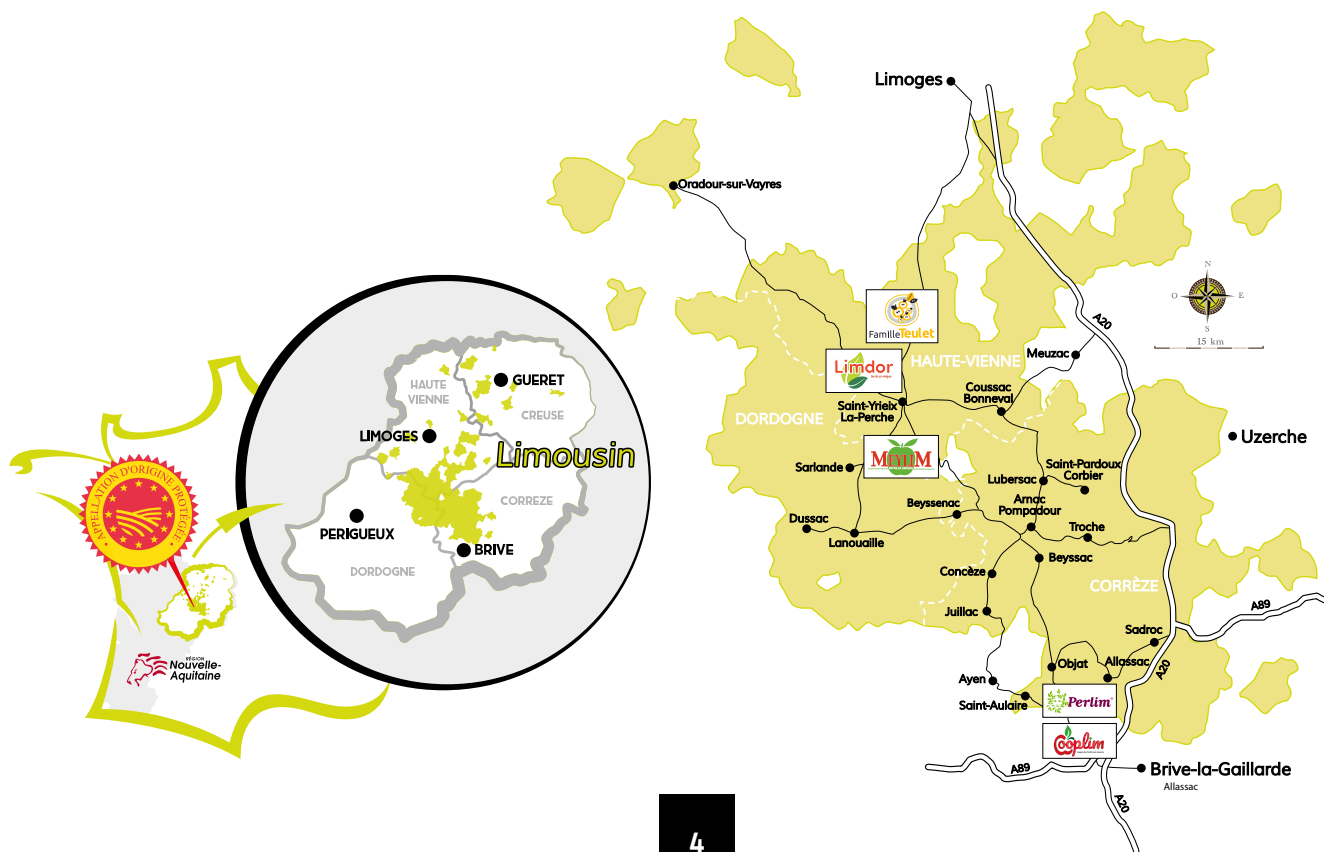 APPELLATION D'ORIGINE PROTÉGÉE
RÉGION
Nouvelle-
Aquitaine
HAUTE
VIENNE
GUERET
CREUSE
LIMOGES
Limousin
CORREZE
PERIGUEUX
BRIVE
DORDOGNE
Limoges
Oradour-sur-Vayres
N
O
E
S
15 km
A20
Famille Teulet
HAUTE-VIENNE
Meuzac
Limdor
Coussac
Bonneval
Saint-Yrieix
La-Perche
DORDOGNE
Uzerche
MEYLIM
Sarlande
Saint-Pardoux
Corbier
Lubersac
Arnac
Pompadour
Beyssenac
Troche
Dussac
Lanouaille
Beyssac
Concèze
CORRÈZE
Juillac
A89
Sadroc
Objat
Allassac
A20
Ayen
Saint-Aulaire
Perlim
Cooplim
A89
Brive-la-Gaillarde
Allassac
A20
4